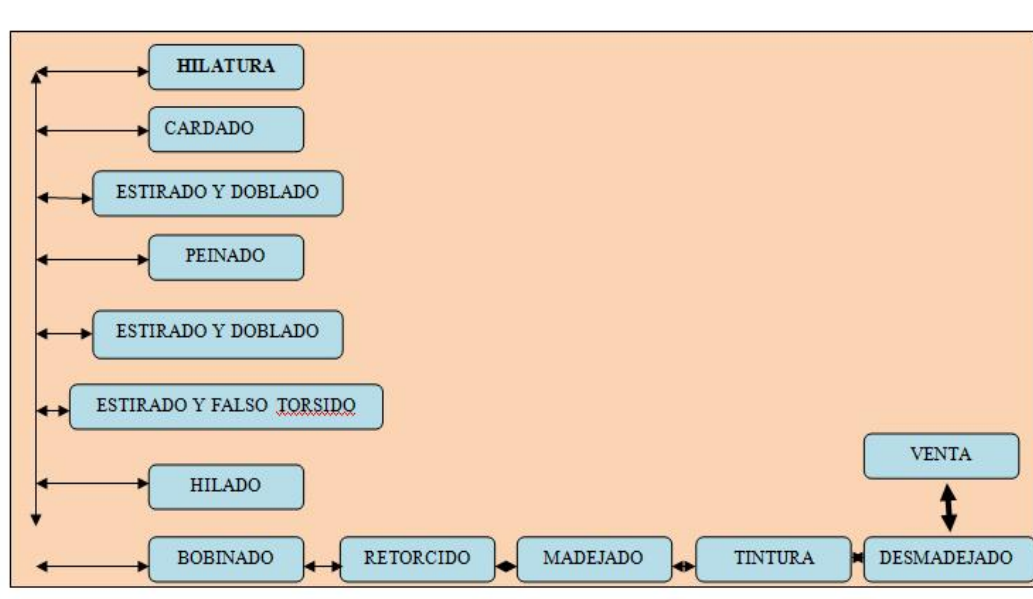 HILATURA
CARDADO
ESTIRADO Y DOBLADO
PEINADO
ESTIRADO Y DOBLADO
ESTIRADO Y FALSO TORSIDO
HILADO
VENTA
BOBINADO
RETORCIDO
MADEJADO
TINTURA
DESMADEJADO